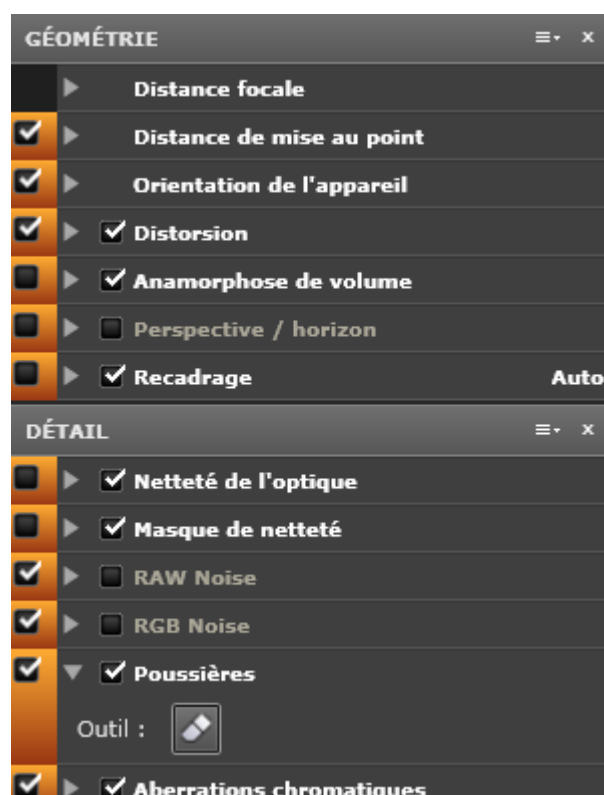 GÉOMÉTRIE
Distance focale
Distance de mise au point
Orientation de l'appareil
Distorsion
Anamorphose de volume
Perspective / horizon
Recadrage Auto
DÉTAIL
Netteté de l'optique
Masque de netteté
RAW Noise
RGB Noise
Poussières
Outil :
Aberrations chromatiques